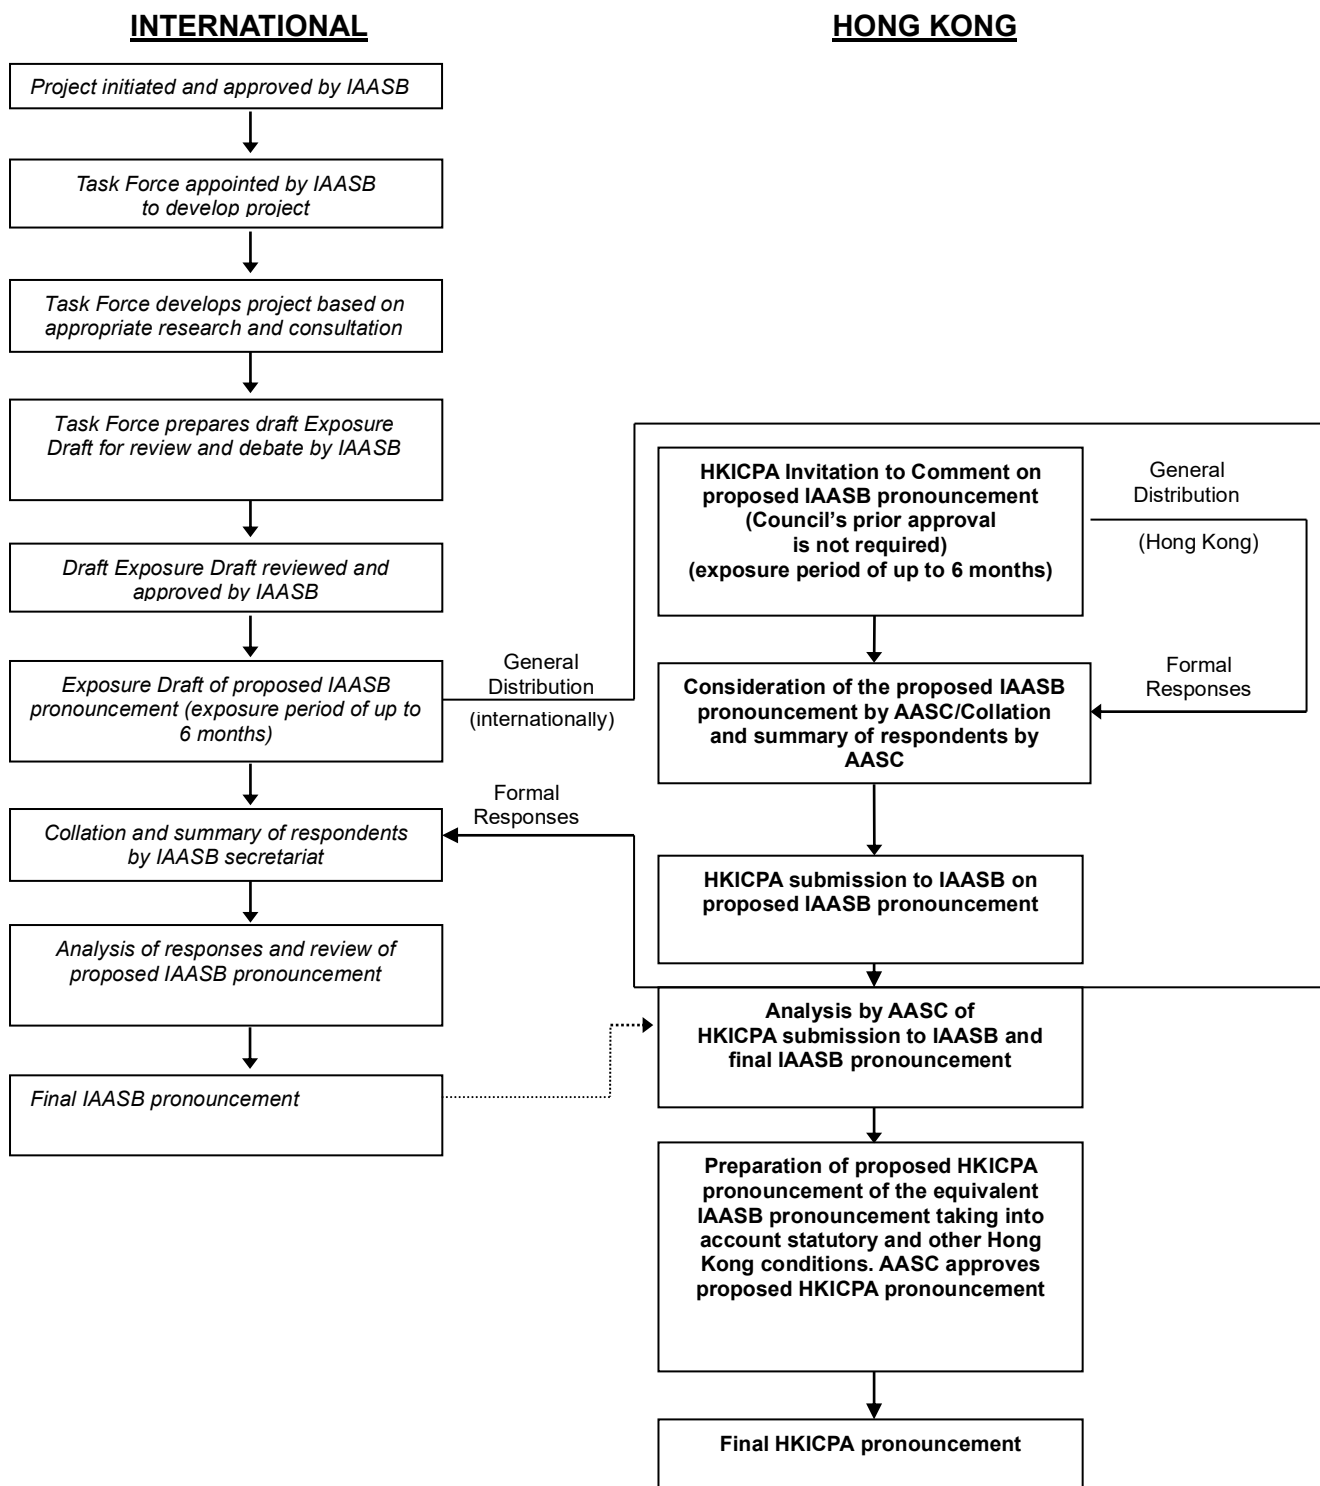 INTERNATIONAL
Project initiated and approved by IAASB
Task Force appointed by IAASB
to develop project
Task Force develops project based on
appropriate research and consultation
Task Force prepares draft Exposure
Draft for review and debate by IAASB
Draft Exposure Draft reviewed and
approved by IAASB
Exposure Draft of proposed IAASB
pronouncement (exposure period of up to
6 months)
General
Distribution
(internationally)
Formal
Responses
Collation and summary of respondents
by IAASB secretariat
Analysis of responses and review of
proposed IAASB pronouncement
Final IAASB pronouncement
HONG KONG
HKICPA Invitation to Comment on
proposed IAASB pronouncement
(Council’s prior approval
is not required)
(exposure period of up to 6 months)
General
Distribution
(Hong Kong)
Formal
Responses
Consideration of the proposed IAASB
pronouncement by AASC/Collation
and summary of respondents by
AASC
HKICPA submission to IAASB on
proposed IAASB pronouncement
Analysis by AASC of
HKICPA submission to IAASB and
final IAASB pronouncement
Preparation of proposed HKICPA
pronouncement of the equivalent
IAASB pronouncement taking into
account statutory and other Hong
Kong conditions. AASC approves
proposed HKICPA pronouncement
Final HKICPA pronouncement